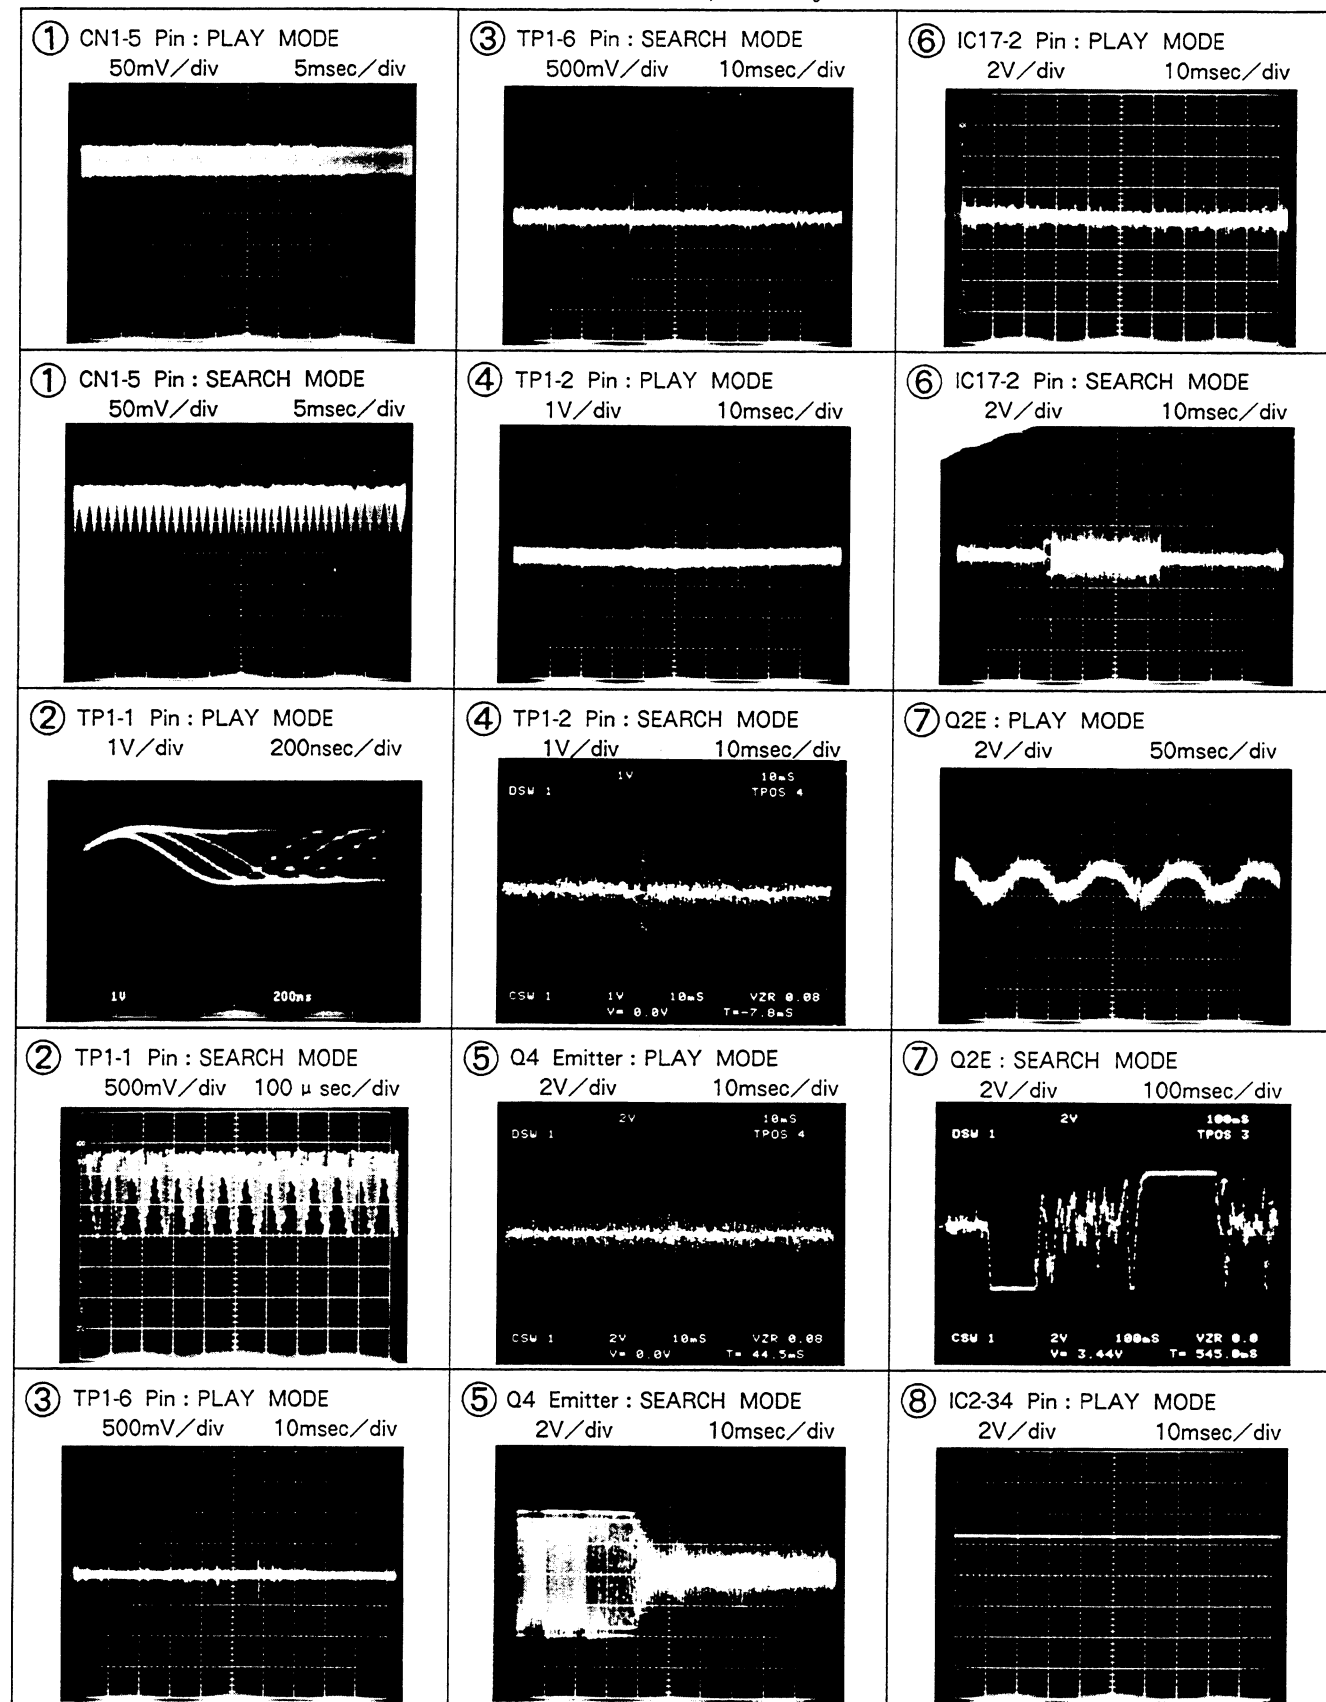 ① CN1-5 Pin : PLAY MODE
50mV/div 5msec/div
① CN1-5 Pin : SEARCH MODE
50mV/div 5msec/div
② TP1-1 Pin : PLAY MODE
1V/div 200nsec/div
1V 200ns
② TP1-1 Pin : SEARCH MODE
500mV/div 100 μ sec/div
③ TP1-6 Pin : PLAY MODE
500mV/div 10msec/div
③ TP1-6 Pin : SEARCH MODE
500mV/div 10msec/div
④ TP1-2 Pin : PLAY MODE
1V/div 10msec/div
④ TP1-2 Pin : SEARCH MODE
1V/div 10msec/div
1V 10mS
DSW 1 TPOS 4
CSW 1 1V 10mS VZR 0.08
V= 0.0V T=-7.8mS
⑤ Q4 Emitter : PLAY MODE
2V/div 10msec/div
2V 10mS
DSW 1 TPOS 4
CSW 1 2V 10mS VZR 0.08
V= 0.0V T= 44.5mS
⑤ Q4 Emitter : SEARCH MODE
2V/div 10msec/div
⑥ IC17-2 Pin : PLAY MODE
2V/div 10msec/div
⑥ IC17-2 Pin : SEARCH MODE
2V/div 10msec/div
⑦ Q2E : PLAY MODE
2V/div 50msec/div
⑦ Q2E : SEARCH MODE
2V/div 100msec/div
2V 100mS
DSW 1 TPOS 3
CSW 1 2V 100mS VZR 0.0
V= 3.44V T= 545.0mS
⑧ IC2-34 Pin : PLAY MODE
2V/div 10msec/div